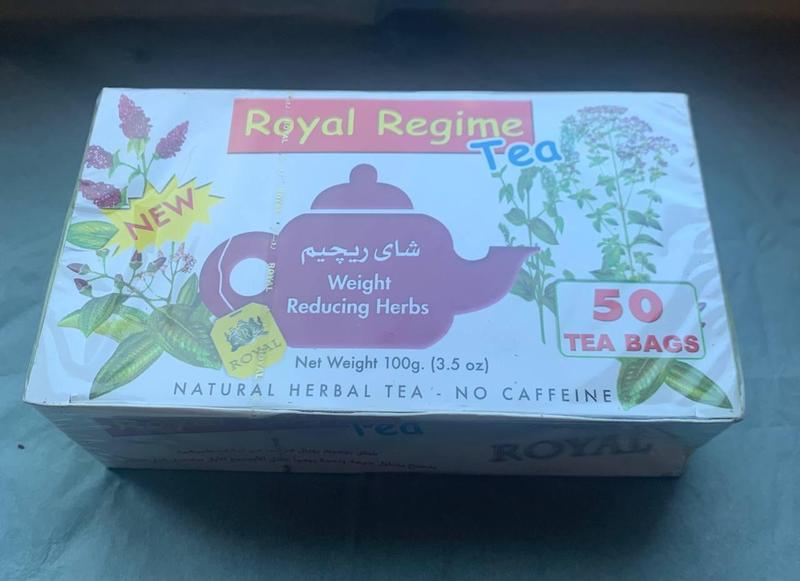 Royal Regime
Tea
NEW
شاى ريچيم
Weight
Reducing Herbs
ROYAL
50
TEA BAGS
Net Weight 100g. (3.5 oz)
NATURAL HERBAL TEA - NO CAFFEINE
Tea
ROYAL